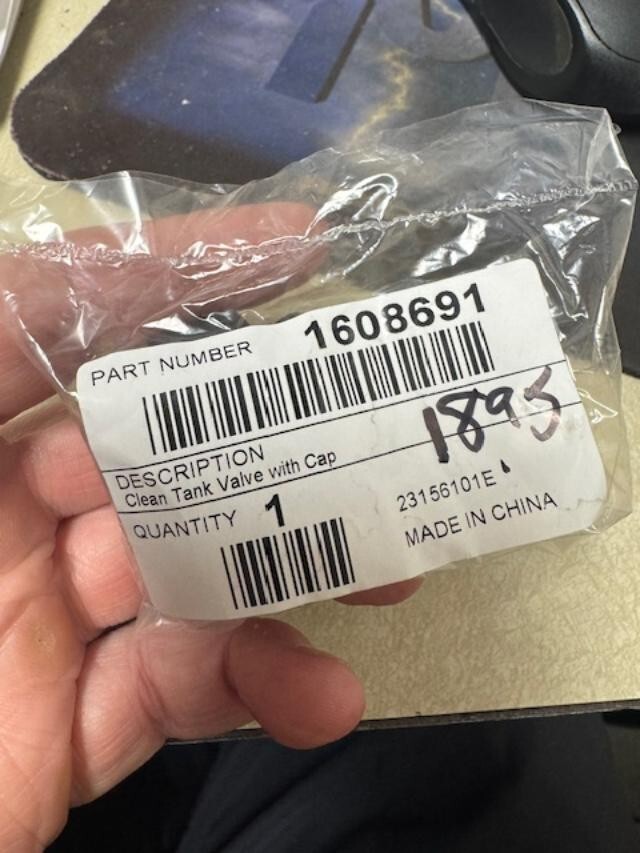 PART NUMBER 1608691
1895
DESCRIPTION
Clean Tank Valve with Cap
QUANTITY 1
23156101E
MADE IN CHINA